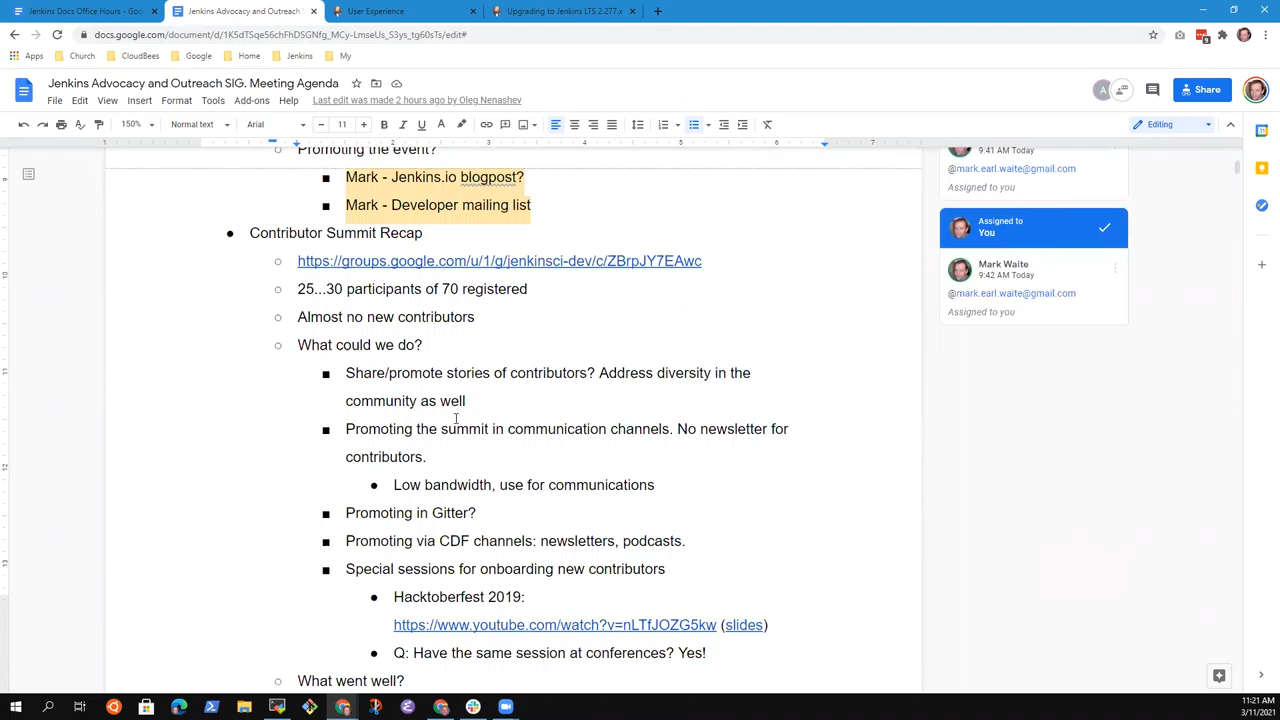 Jenkins Docs Office Hours - Goo
Jenkins Advocacy and Outreach S
User Experience
Upgrading to Jenkins LTS 2.277.x
docs.google.com/document/d/1K5dTSqe56chFhDSGNfg_MCy-LmseUs_S3ys_tg60sTs/edit#
Apps
Church
CloudBees
Google
Home
Jenkins
My
Jenkins Advocacy and Outreach SIG. Meeting Agenda
Share
File Edit View Insert Format Tools Add-ons Help Last edit was made 2 hours ago by Oleg Nenashev
150% Normal text Arial 11 Editing
Promoting the event?
Mark - Jenkins.io blogpost?
Mark - Developer mailing list
Contributor Summit Recap
https://groups.google.com/u/1/g/jenkinsci-dev/c/ZBrpJY7EAwc
25...30 participants of 70 registered
Almost no new contributors
What could we do?
Share/promote stories of contributors? Address diversity in the
community as well
Promoting the summit in communication channels. No newsletter for
contributors.
Low bandwidth, use for communications
Promoting in Gitter?
Promoting via CDF channels: newsletters, podcasts.
Special sessions for onboarding new contributors
Hacktoberfest 2019:
https://www.youtube.com/watch?v=nLTfJOZG5kw (slides)
Q: Have the same session at conferences? Yes!
What went well?
9:41 AM Today
@mark.earl.waite@gmail.com
Assigned to you
Assigned to
You
Mark Waite
9:42 AM Today
@mark.earl.waite@gmail.com
Assigned to you
11:21 AM
3/11/2021